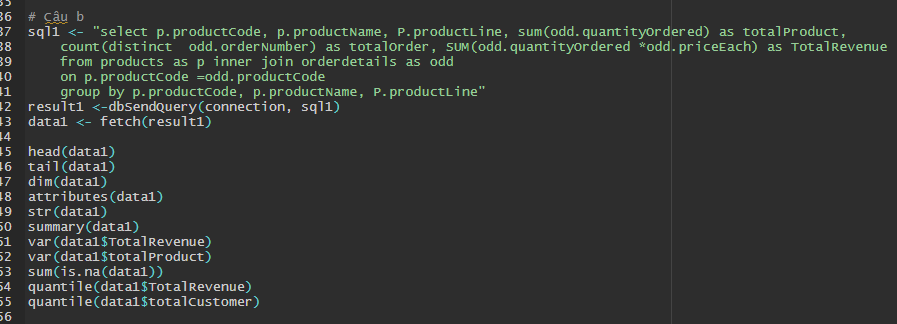 36 # Câu b
37 sql1 <- "select p.productCode, p.productName, P.productLine, sum(odd.quantityOrdered) as totalProduct,
38 count(distinct  odd.orderNumber) as totalOrder, SUM(odd.quantityOrdered *odd.priceEach) as TotalRevenue
39 from products as p inner join orderdetails as odd
40 on p.productCode =odd.productCode
41 group by p.productCode, p.productName, P.productLine"
42 result1 <-dbSendQuery(connection, sql1)
43 data1 <- fetch(result1)
44
45 head(data1)
46 tail(data1)
47 dim(data1)
48 attributes(data1)
49 str(data1)
50 summary(data1)
51 var(data1$TotalRevenue)
52 var(data1$totalProduct)
53 sum(is.na(data1))
54 quantile(data1$TotalRevenue)
55 quantile(data1$totalCustomer)
56